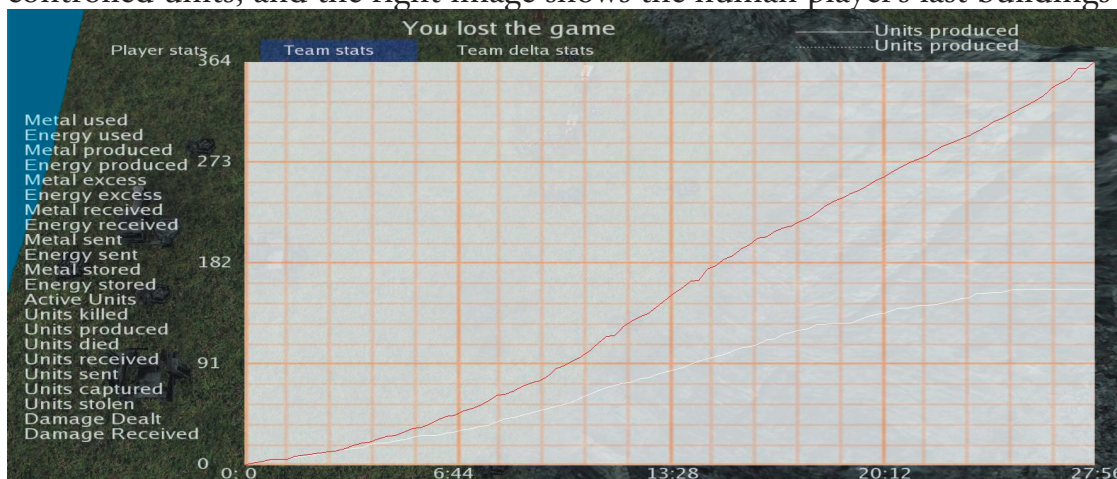 controlled units, and the right image shows the human player's last buildings
You lost the game
Units produced
Units produced
Player stats
Team stats
Team delta stats
364
273
182
91
0
Metal used
Energy used
Metal produced
Energy produced
Metal excess
Energy excess
Metal received
Energy received
Metal sent
Energy sent
Metal stored
Energy stored
Active Units
Units killed
Units produced
Units died
Units received
Units sent
Units captured
Units stolen
Damage Dealt
Damage Received
0: 0
6:44
13:28
20:12
27:56